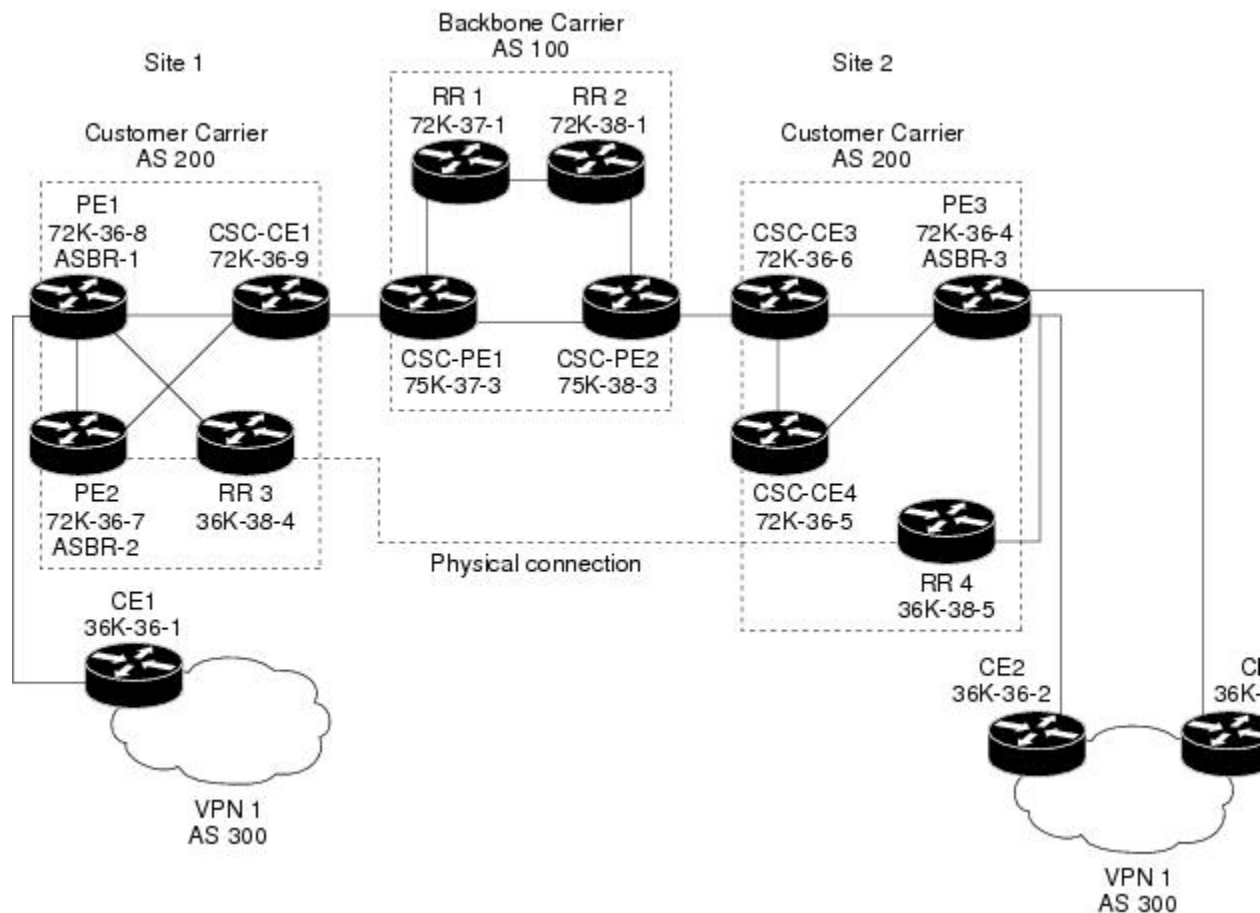 Backbone Carrier
AS 100
Site 1
Site 2
RR 1
72K-37-1
RR 2
72K-38-1
Customer Carrier
AS 200
Customer Carrier
AS 200
PE1
72K-36-8
ASBR-1
CSC-CE1
72K-36-9
CSC-CE3
72K-36-6
PE3
72K-36-4
ASBR-3
CSC-PE1
75K-37-3
CSC-PE2
75K-38-3
PE2
72K-36-7
ASBR-2
RR 3
36K-38-4
CSC-CE4
72K-36-5
Physical connection
RR 4
36K-38-5
CE1
36K-36-1
CE2
36K-36-2
VPN 1
AS 300
VPN 1
AS 300